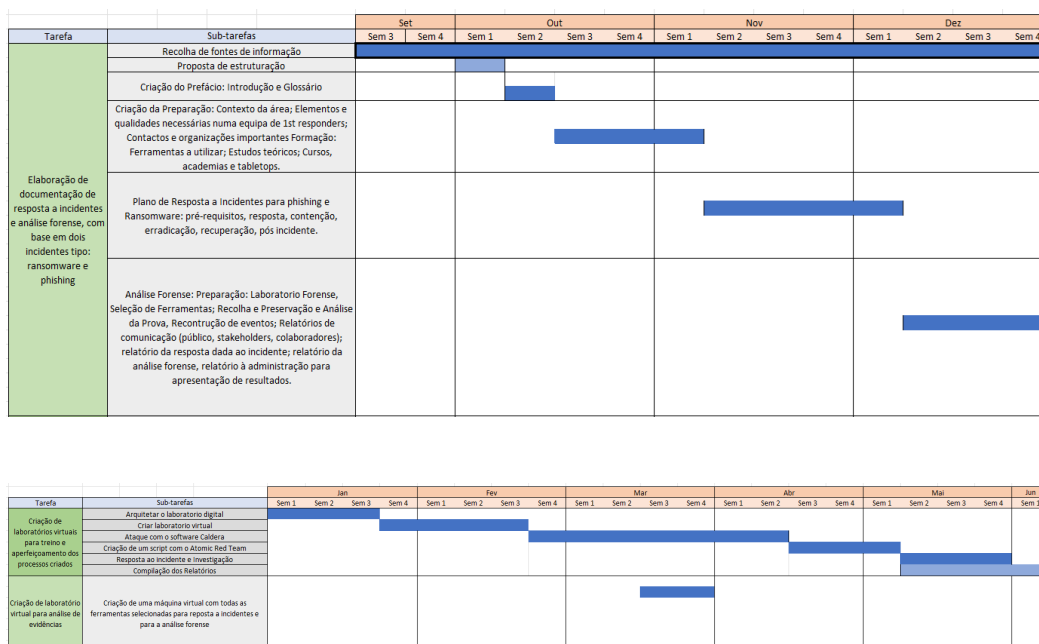 Set Out Nov Dez
Tarefa Sub-tarefas Sem 3 Sem 4 Sem 1 Sem 2 Sem 3 Sem 4 Sem 1 Sem 2 Sem 3 Sem 4 Sem 1 Sem 2 Sem 3 Sem 4
Elaboração de
documentação de
resposta a incidentes
e análise forense, com
base em dois
incidentes tipo:
ransomware e
phishing
Recolha de fontes de informação
Proposta de estruturação
Criação do Prefácio: Introdução e Glossário
Criação da Preparação: Contexto da área; Elementos e
qualidades necessárias numa equipa de 1st responders;
Contactos e organizações importantes Formação:
Ferramentas a utilizar; Estudos teóricos; Cursos,
academias e tabletops.
Plano de Resposta a Incidentes para phishing e
Ransomware: pré-requisitos, resposta, contenção,
erradicação, recuperação, pós incidente.
Análise Forense: Preparação: Laboratorio Forense,
Seleção de Ferramentas; Recolha e Preservação e Análise
da Prova, Recontrução de eventos; Relatórios de
comunicação (público, stakeholders, colaboradores);
relatório da resposta dada ao incidente; relatório da
análise forense, relatório à administração para
apresentação de resultados.
Jan Fev Mar Abr Mai Jun
Tarefa Sub-tarefas Sem 1 Sem 2 Sem 3 Sem 4 Sem 1 Sem 2 Sem 3 Sem 4 Sem 1 Sem 2 Sem 3 Sem 4 Sem 1 Sem 2 Sem 3 Sem 4 Sem 1 Sem 2 Sem 3 Sem 4 Sem 1
Criação de
laboratórios virtuais
para treino e
aperfeiçoamento dos
processos criados
Arquitetar o laboratorio digital
Criar laboratorio virtual
Ataque com o software Caldera
Criação de um script com o Atomic Red Team
Resposta ao incidente e Investigação
Compilação dos Relatórios
Criação de laboratório
virtual para análise de
evidências
Criação de uma máquina virtual com todas as
ferramentas selecionadas para reposta a incidentes e
para a análise forense